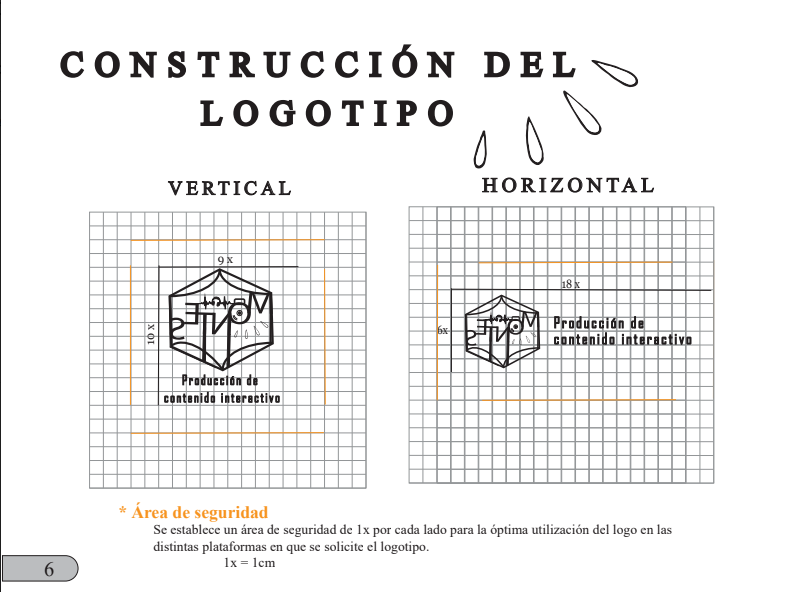 CONSTRUCCIÓN DEL
LOGOTIPO
VERTICAL
9 x
10 x
Producción de
contenido interactivo
HORIZONTAL
18 x
6x
Producción de
contenido interactivo
* Área de seguridad
Se establece un área de seguridad de 1x por cada lado para la óptima utilización del logo en las
distintas plataformas en que se solicite el logotipo.
1x = 1cm
6